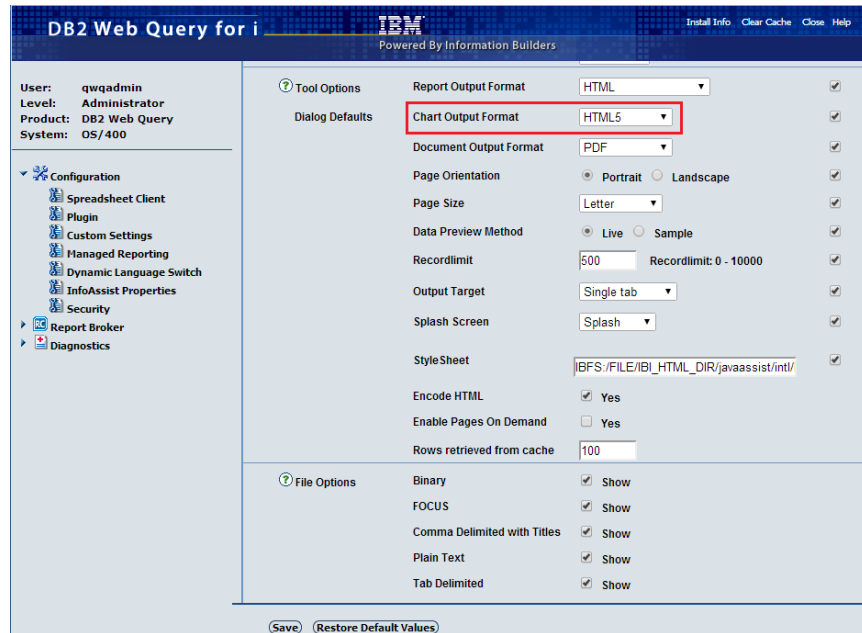 DB2 Web Query for i
IBM
Powered By Information Builders
Install Info Clear Cache Close Help
User: qwqadmin
Level: Administrator
Product: DB2 Web Query
System: OS/400
Configuration
Spreadsheet Client
Plugin
Custom Settings
Managed Reporting
Dynamic Language Switch
InfoAssist Properties
Security
RC Report Broker
Diagnostics
? Tool Options
Dialog Defaults
Report Output Format HTML
Chart Output Format HTML5
Document Output Format PDF
Page Orientation Portrait Landscape
Page Size Letter
Data Preview Method Live Sample
Recordlimit 500 Recordlimit: 0 - 10000
Output Target Single tab
Splash Screen Splash
StyleSheet IBFS:/FILE/IBI_HTML_DIR/javaassist/intl/
Encode HTML Yes
Enable Pages On Demand Yes
Rows retrieved from cache 100
? File Options
Binary Show
FOCUS Show
Comma Delimited with Titles Show
Plain Text Show
Tab Delimited Show
Save Restore Default Values